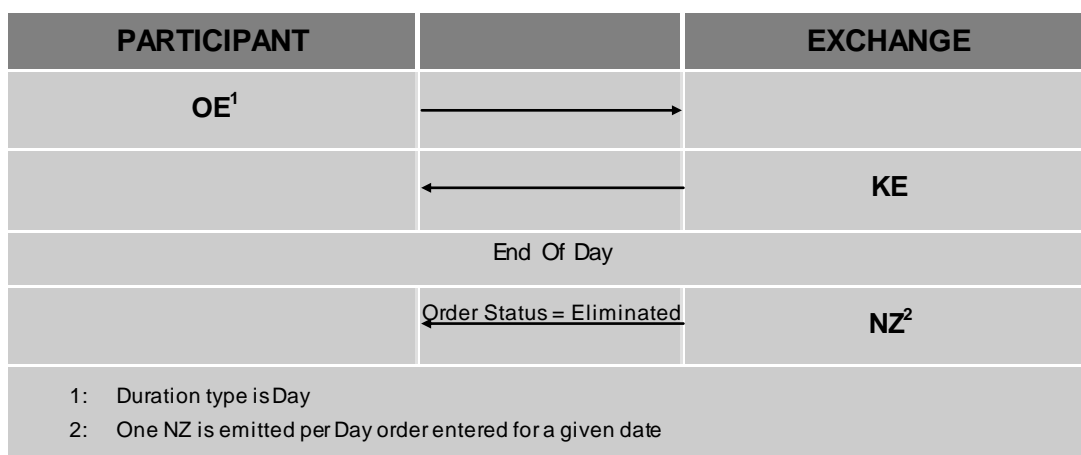 PARTICIPANT EXCHANGE
OE¹
KE
End Of Day
Order Status = Eliminated NZ²
1: Duration type is Day
2: One NZ is emitted per Day order entered for a given date